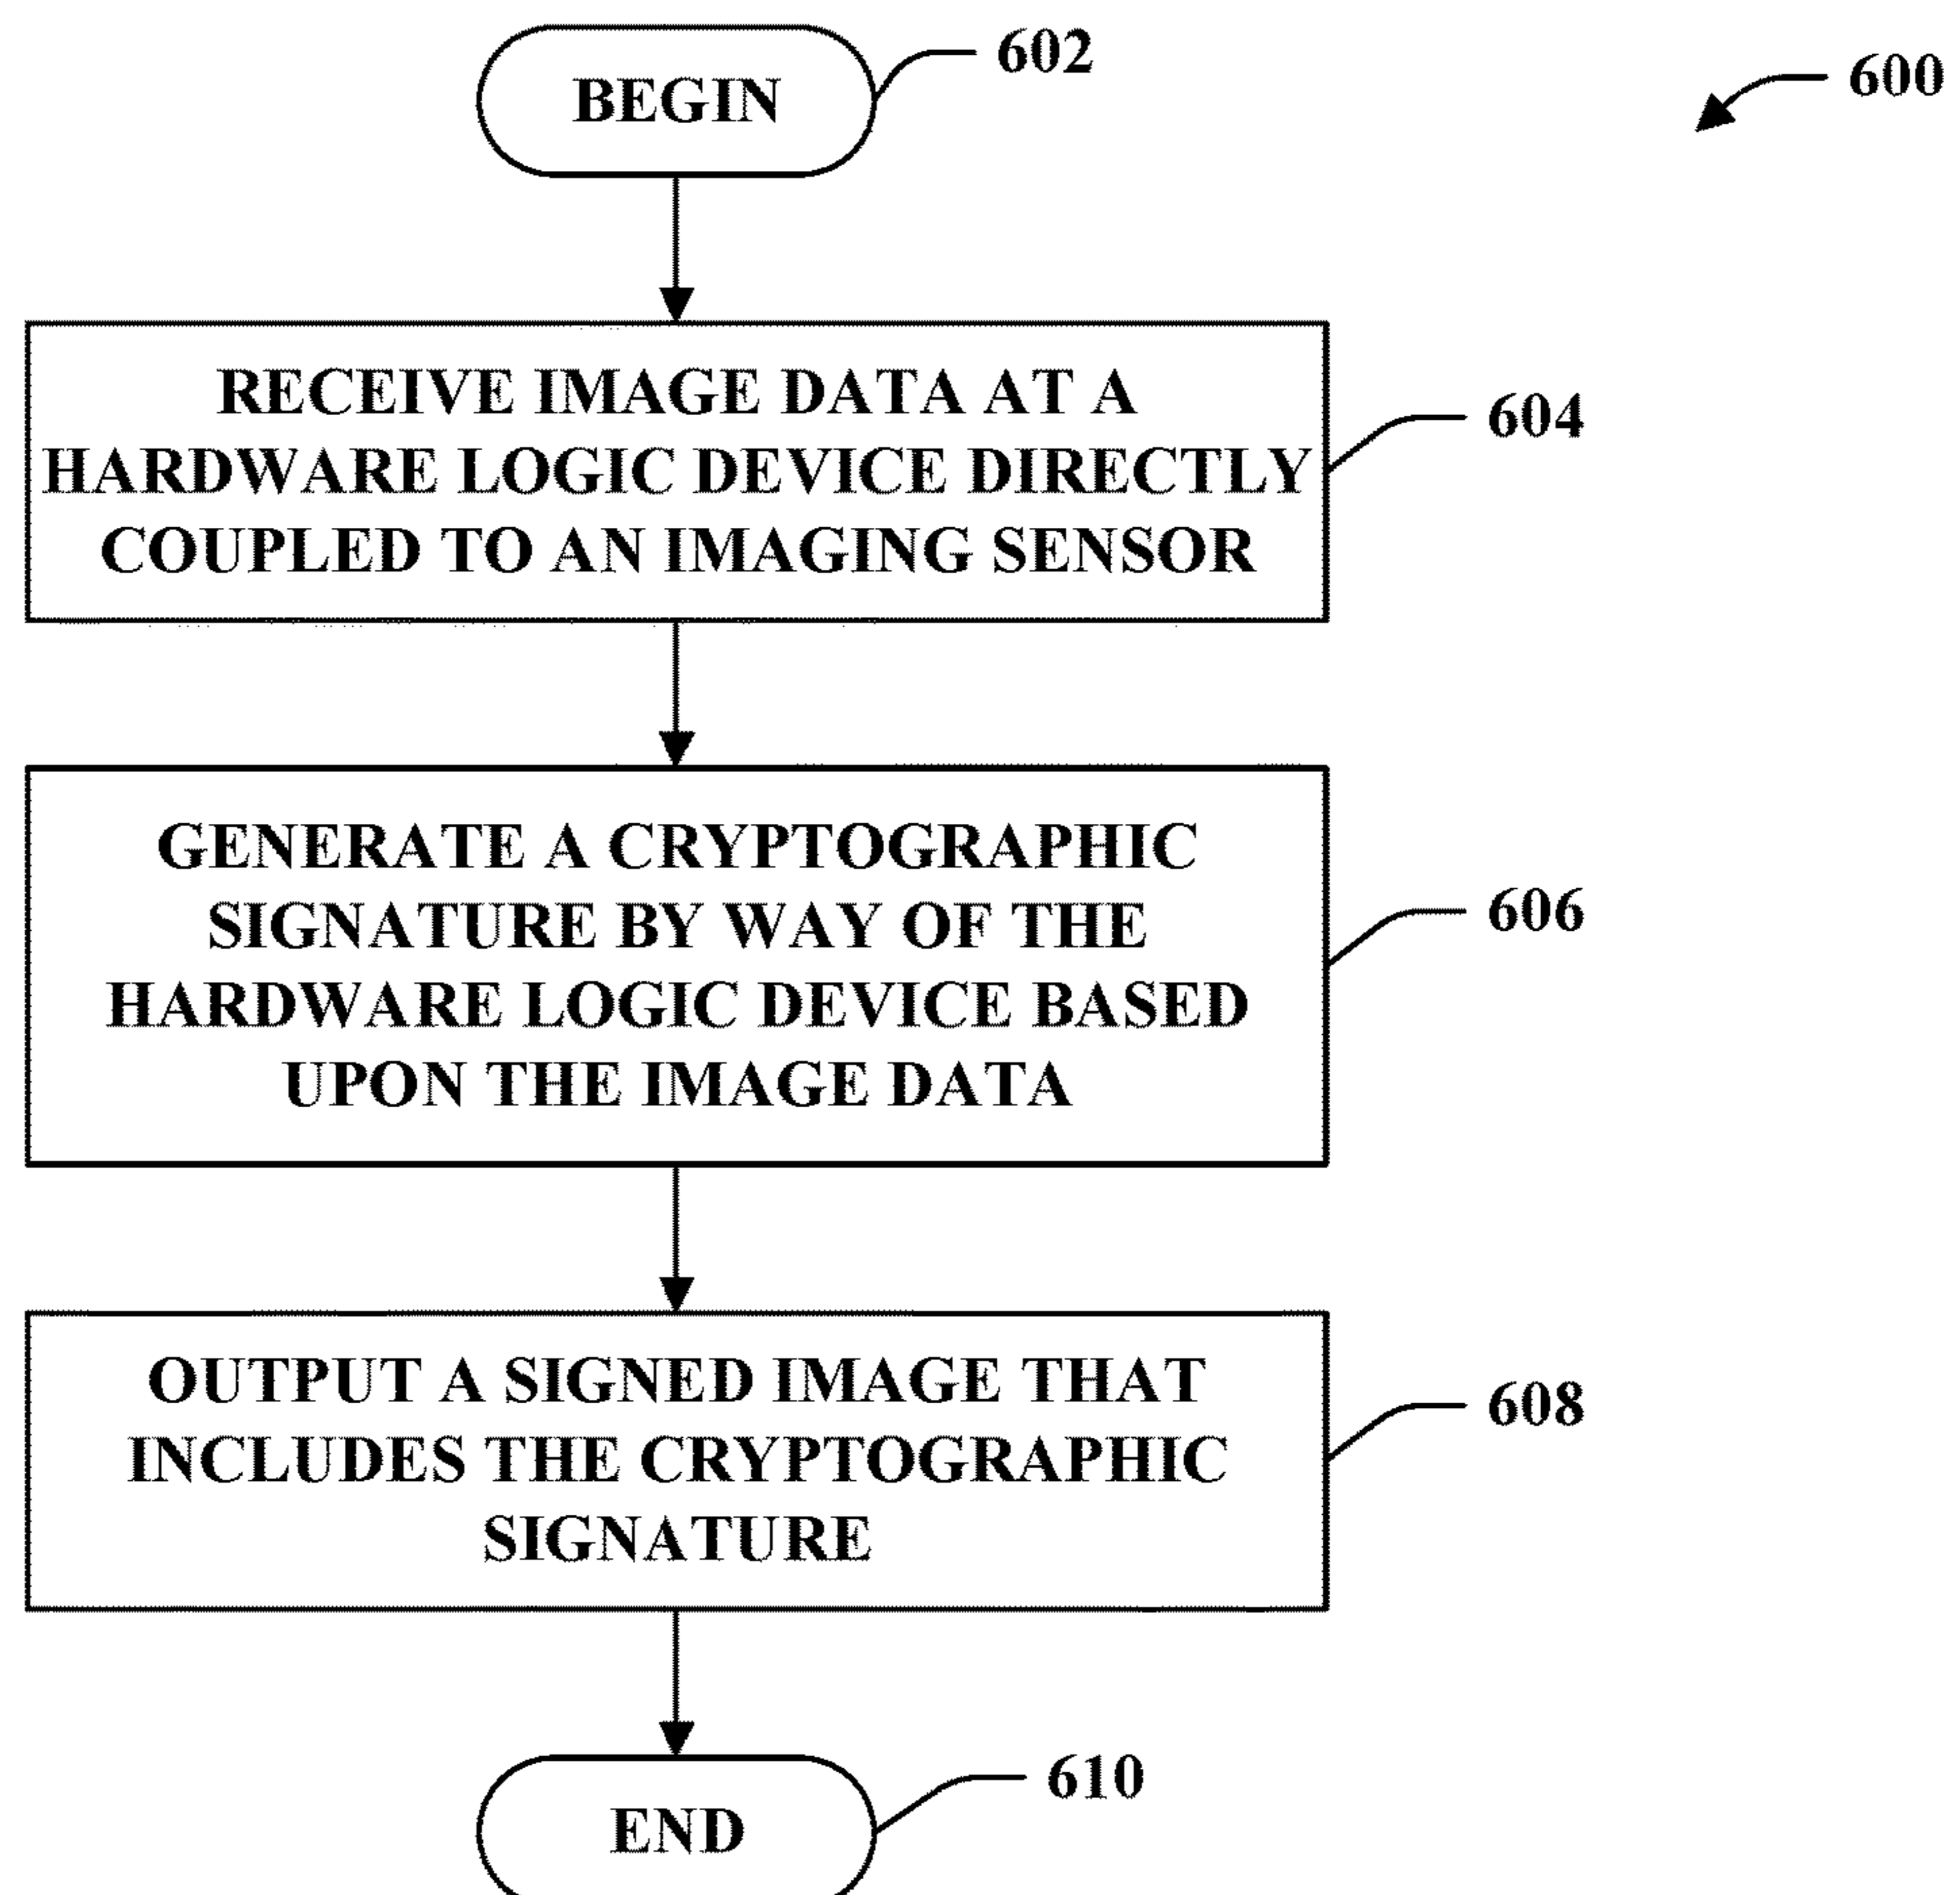 BEGIN
602
600
RECEIVE IMAGE DATA AT A
HARDWARE LOGIC DEVICE DIRECTLY
COUPLED TO AN IMAGING SENSOR
604
GENERATE A CRYPTOGRAPHIC
SIGNATURE BY WAY OF THE
HARDWARE LOGIC DEVICE BASED
UPON THE IMAGE DATA
606
OUTPUT A SIGNED IMAGE THAT
INCLUDES THE CRYPTOGRAPHIC
SIGNATURE
608
END
610